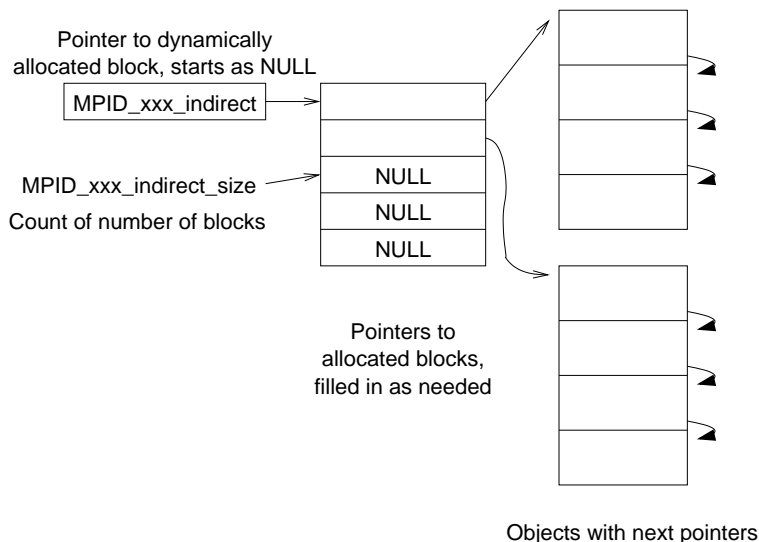 Pointer to dynamically
allocated block, starts as NULL
MPID_xxx_indirect
MPID_xxx_indirect_size
Count of number of blocks
NULL
NULL
NULL
Pointers to
allocated blocks,
filled in as needed
Objects with next pointers